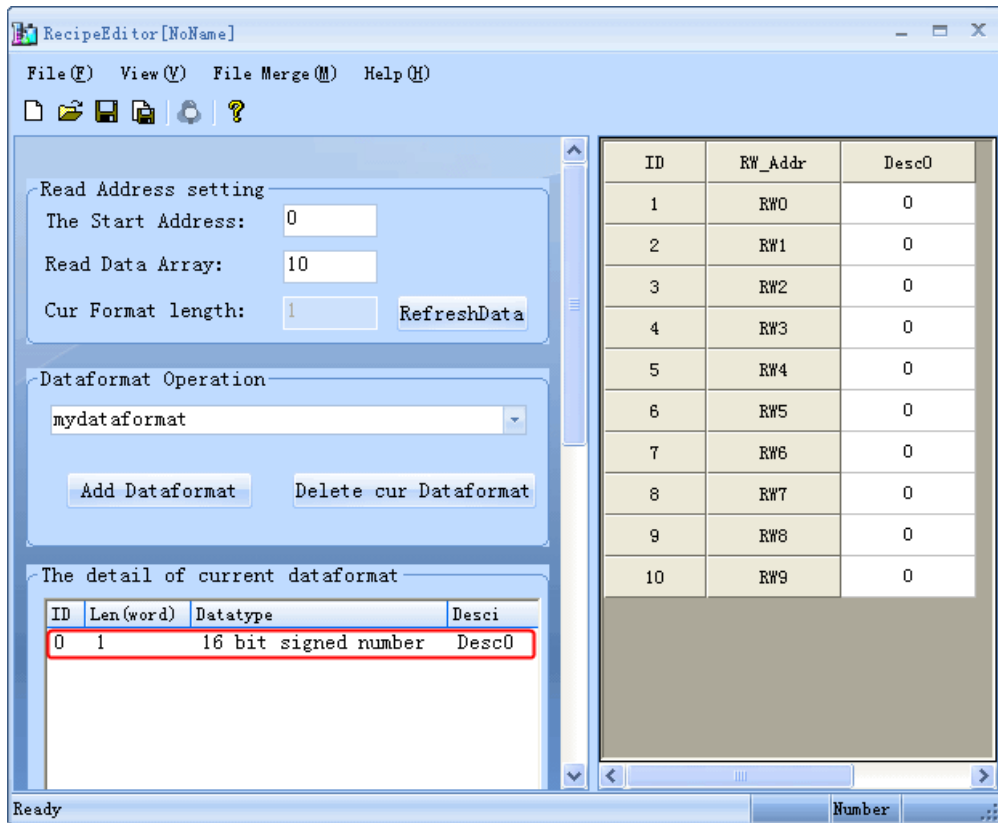 RecipeEditor[NoName]
File(F) View(V) File Merge(M) Help(H)
Read Address setting
The Start Address: 0
Read Data Array: 10
Cur Format length: 1 RefreshData
Dataformat Operation
mydataformat
Add Dataformat Delete cur Dataformat
The detail of current dataformat
ID Len(word) Datatype Desci
0 1 16 bit signed number Desc0
ID RW_Addr Desc0
1 RW0 0
2 RW1 0
3 RW2 0
4 RW3 0
5 RW4 0
6 RW5 0
7 RW6 0
8 RW7 0
9 RW8 0
10 RW9 0
Ready Number